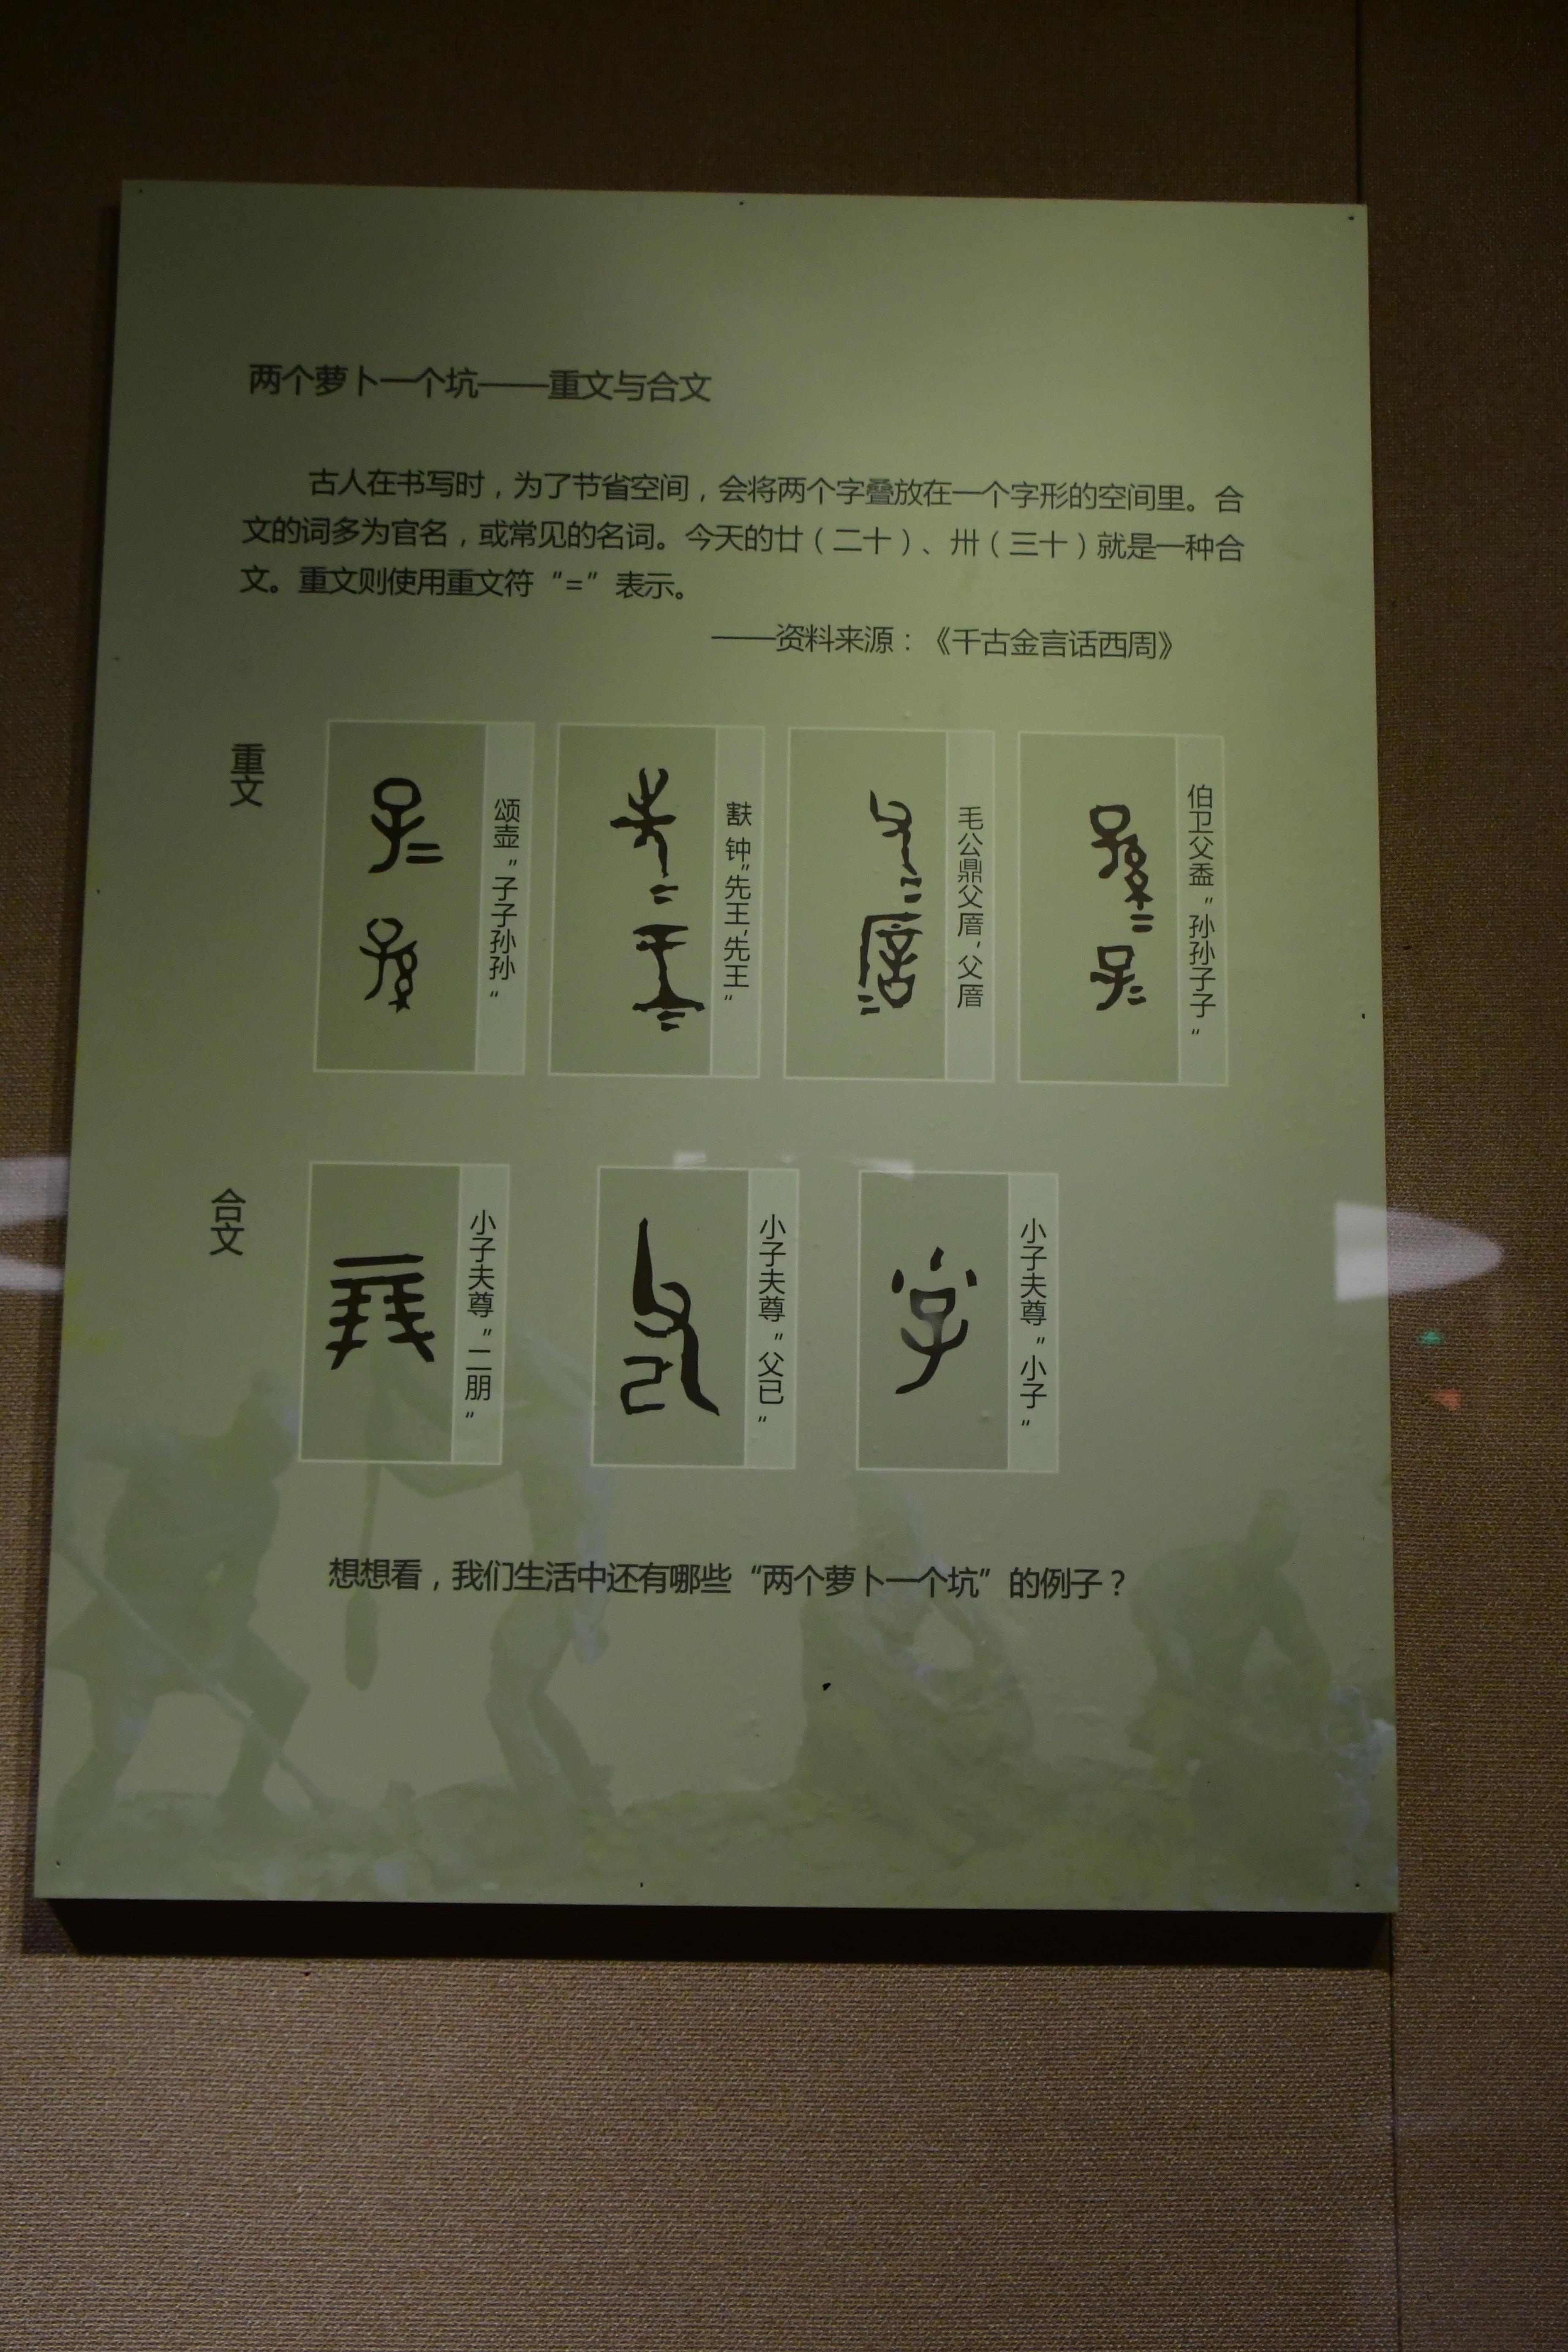 两个萝卜一个坑——重文与合文
古人在书写时，为了节省空间，会将两个字叠放在一个字形的空间里。合
文的词多为官名，或常见的名词。今天的廿（二十）、卅（三十）就是一种合
文。重文则使用重文符“=”表示。
——资料来源：《千古金言话西周》
重文
颂壶“子子孙孙“
㝬钟“先王，先王“
毛公鼎父厝，父厝
伯卫父盉“孙孙子子“
合文
小子夫尊“二朋“
小子夫尊“父已“
小子夫尊“小子“
想想看，我们生活中还有哪些“两个萝卜一个坑”的例子？